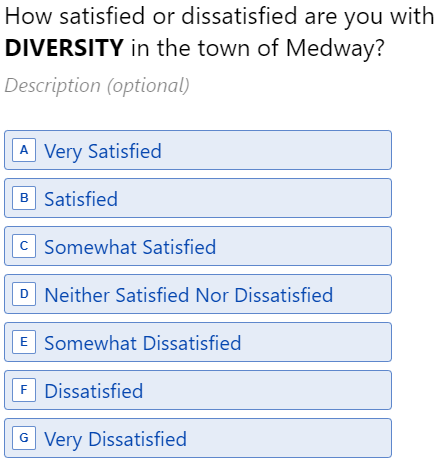 How satisfied or dissatisfied are you with
DIVERSITY in the town of Medway?
Description (optional)
A Very Satisfied
B Satisfied
C Somewhat Satisfied
D Neither Satisfied Nor Dissatisfied
E Somewhat Dissatisfied
F Dissatisfied
G Very Dissatisfied